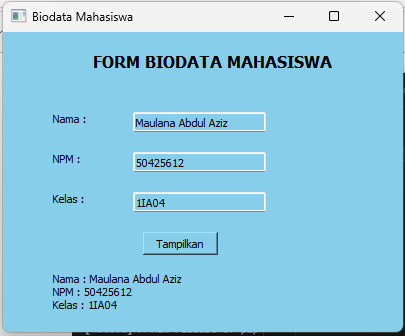 Biodata Mahasiswa
FORM BIODATA MAHASISWA
Nama : Maulana Abdul Aziz
NPM : 50425612
Kelas : 1IA04
Tampilkan
Nama : Maulana Abdul Aziz
NPM : 50425612
Kelas : 1IA04